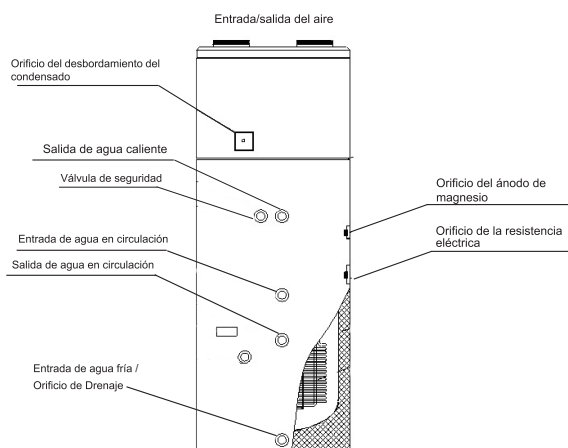 Entrada/salida del aire
Orificio del desbordamiento del
condensado
Salida de agua caliente
Válvula de seguridad
Entrada de agua en circulación
Salida de agua en circulación
Entrada de agua fría /
Orificio de Drenaje
Orificio del ánodo de
magnesio
Orificio de la resistencia
eléctrica